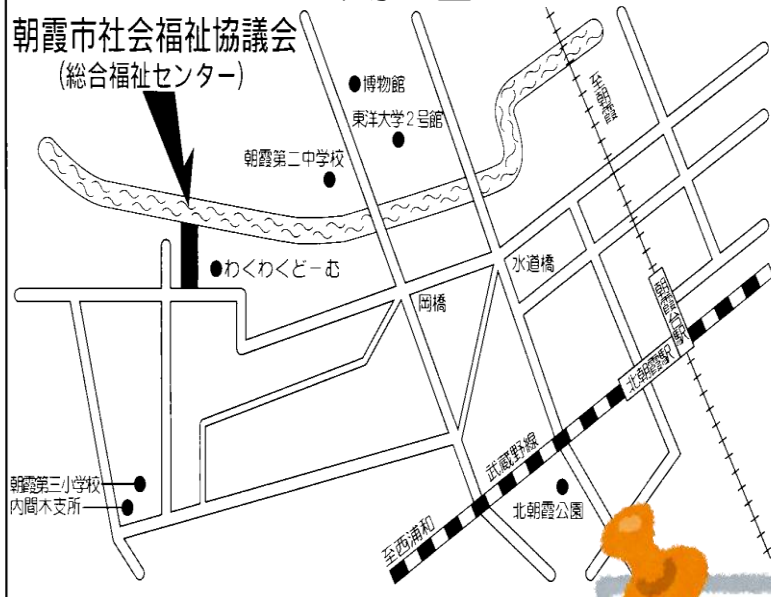 朝霞市社会福祉協議会
(総合福祉センター)
博物館
東洋大学2号館
朝霞第二中学校
至朝霞
わくわくどーむ
水道橋
岡橋
朝霞台駅
北朝霞駅
武蔵野線
朝霞第三小学校
内間木支所
北朝霞公園
至西浦和